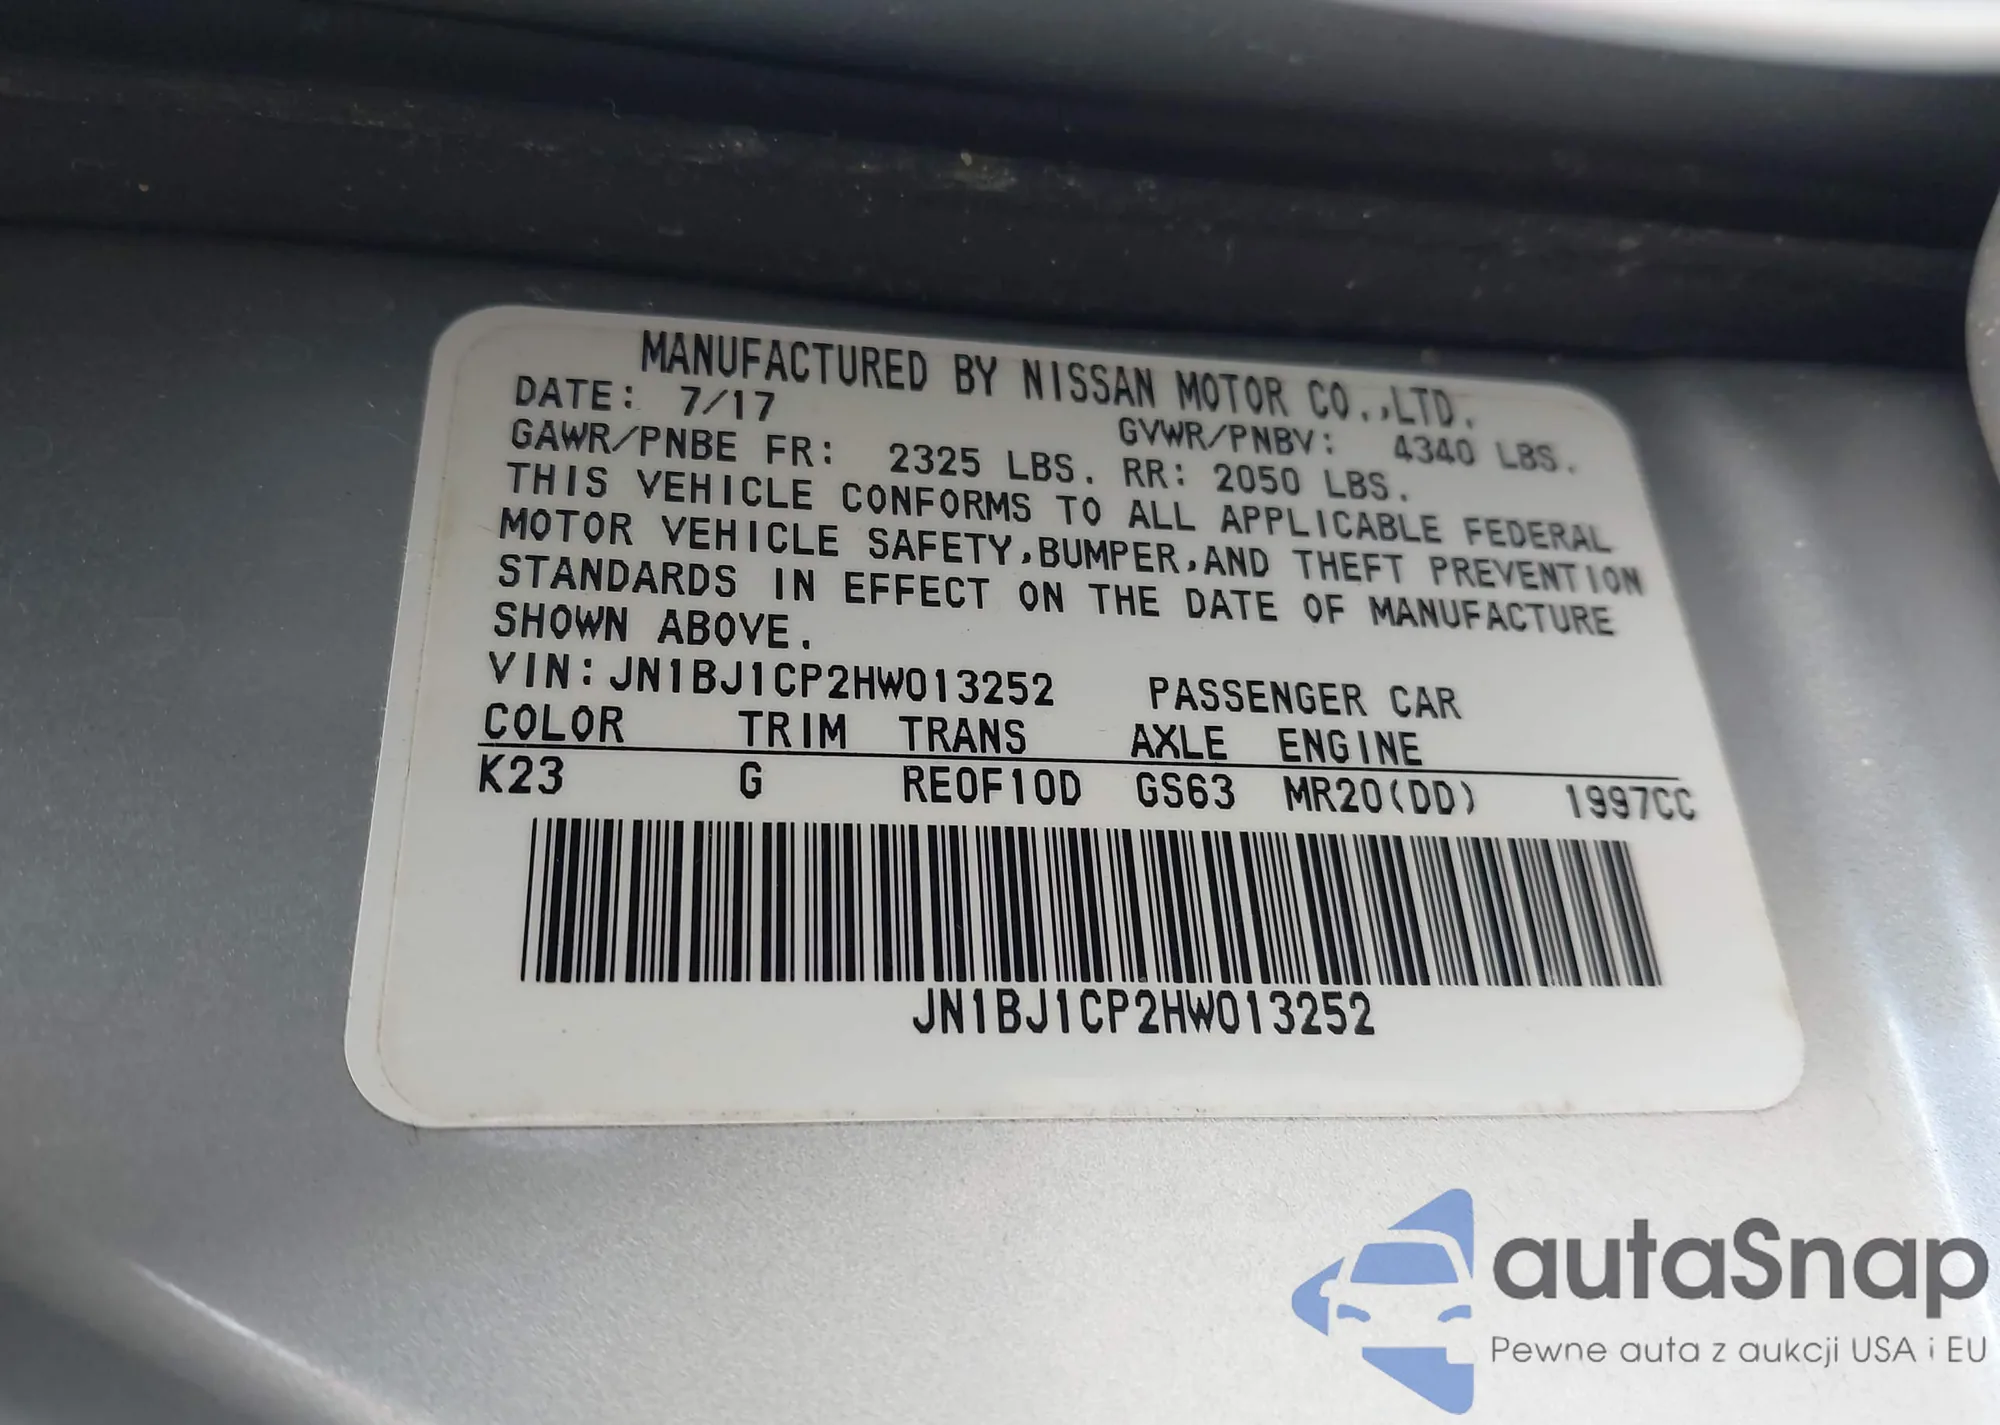 MANUFACTURED BY NISSAN MOTOR CO.,LTD.
DATE: 7/17 GVWR/PNBV: 4340 LBS.
GAWR/PNBE FR: 2325 LBS. RR: 2050 LBS.
THIS VEHICLE CONFORMS TO ALL APPLICABLE FEDERAL
MOTOR VEHICLE SAFETY,BUMPER,AND THEFT PREVENTION
STANDARDS IN EFFECT ON THE DATE OF MANUFACTURE
SHOWN ABOVE.
VIN:JN1BJ1CP2HW013252 PASSENGER CAR
COLOR TRIM TRANS AXLE ENGINE
K23 G RE0F10D GS63 MR20(DD) 1997CC
JN1BJ1CP2HW013252
autaSnap
Pewne auta z aukcji USA i EU